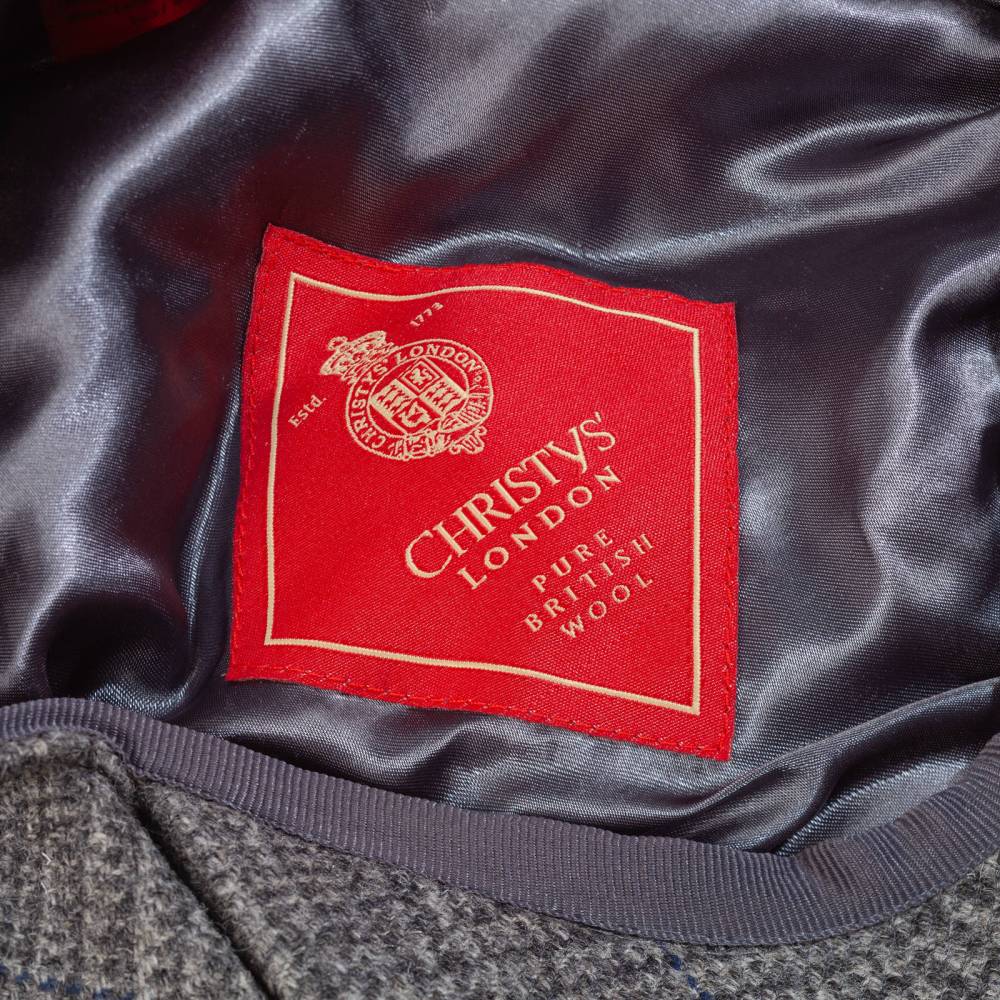 Estd. 1773
CHRISTYS' LONDON
CHRISTYS'
LONDON
PURE
BRITISH
WOOL